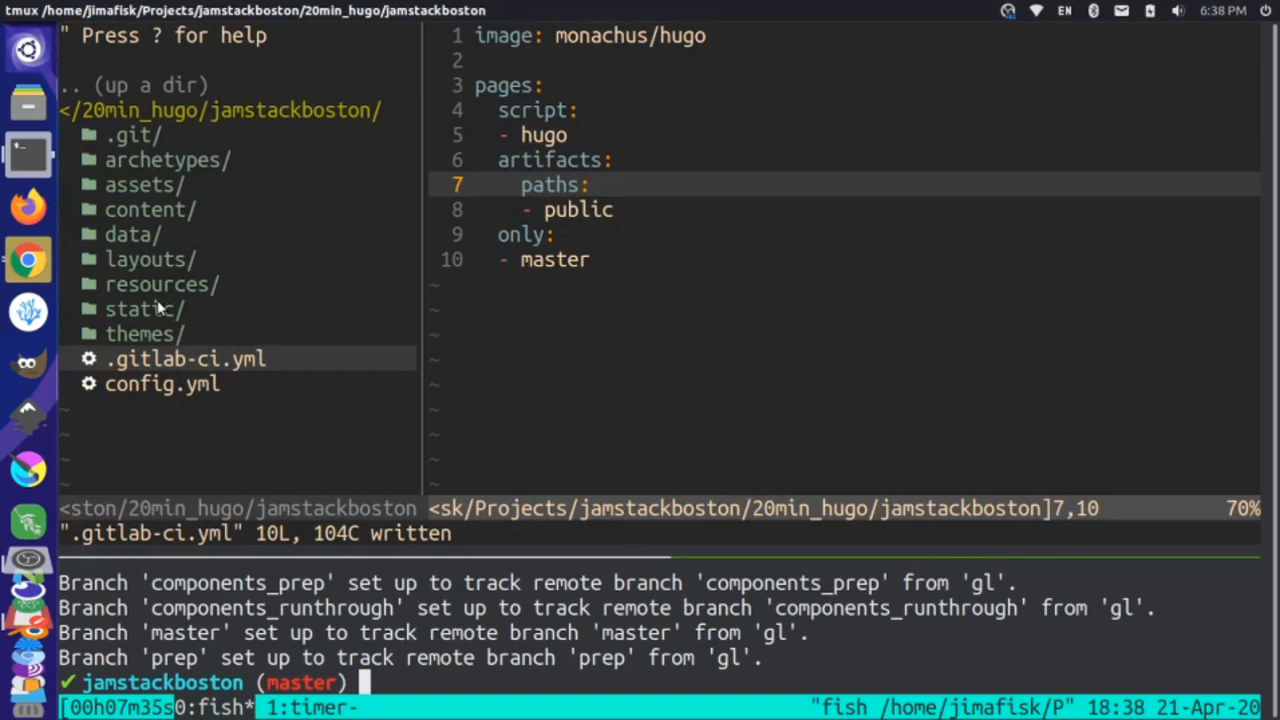 tmux /home/jimafisk/Projects/jamstackboston/20min_hugo/jamstackboston
EN
6:38 PM
" Press ? for help
.. (up a dir)
</20min_hugo/jamstackboston/
.git/
archetypes/
assets/
content/
data/
layouts/
resources/
static/
themes/
.gitlab-ci.yml
config.yml
~
~
~
~
1 image: monachus/hugo
2
3 pages:
4   script:
5   - hugo
6   artifacts:
7     paths:
8     - public
9   only:
10   - master
~
~
~
~
~
~
~
~
~
<ston/20min_hugo/jamstackboston <sk/Projects/jamstackboston/20min_hugo/jamstackboston]7,10 70%
".gitlab-ci.yml" 10L, 104C written
Branch 'components_prep' set up to track remote branch 'components_prep' from 'gl'.
Branch 'components_runthrough' set up to track remote branch 'components_runthrough' from 'gl'.
Branch 'master' set up to track remote branch 'master' from 'gl'.
Branch 'prep' set up to track remote branch 'prep' from 'gl'.
✔ jamstackboston (master)
[00h07m35s0:fish* 1:timer- "fish /home/jimafisk/P" 18:38 21-Apr-20